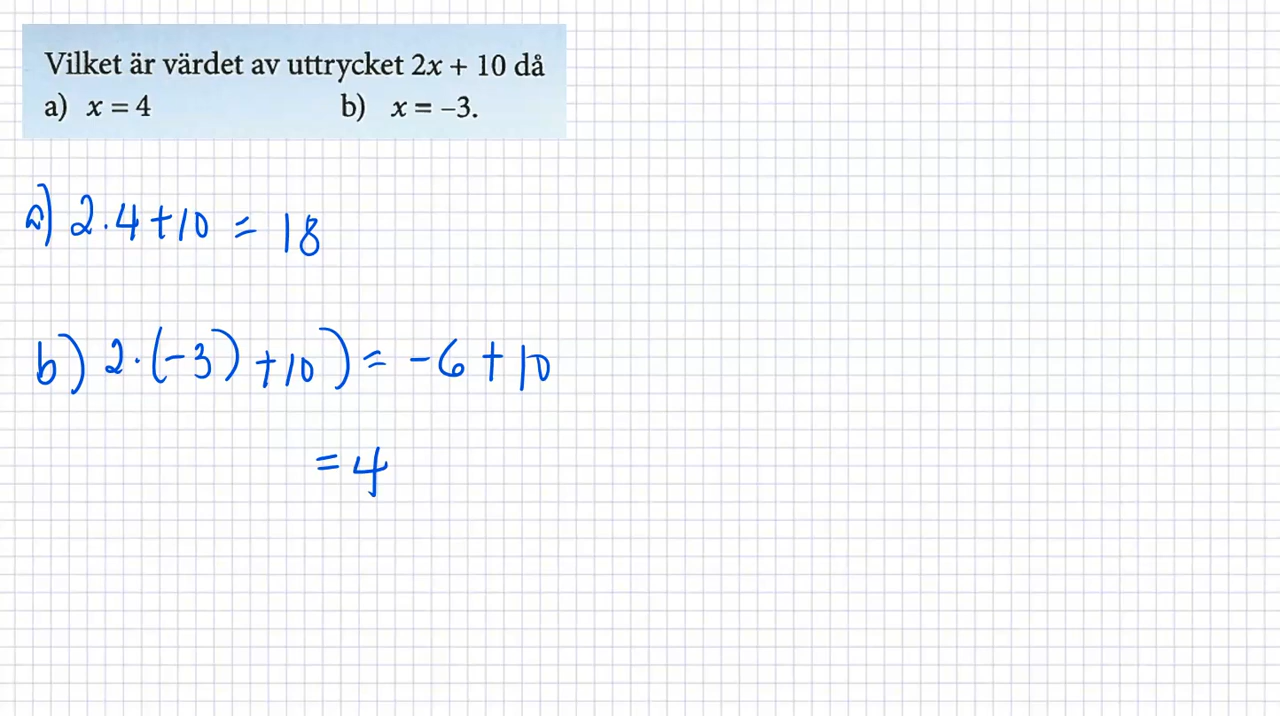 Vilket är värdet av uttrycket 2x + 10 då
a) x = 4 b) x = –3.
a) 2·4+10 = 18
b) 2·(-3)+10) = -6+10
=4